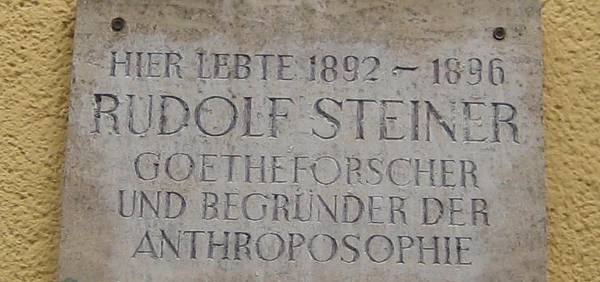 HIER LEBTE 1892 – 1896
RUDOLF STEINER
GOETHEFORSCHER
UND BEGRÜNDER DER
ANTHROPOSOPHIE